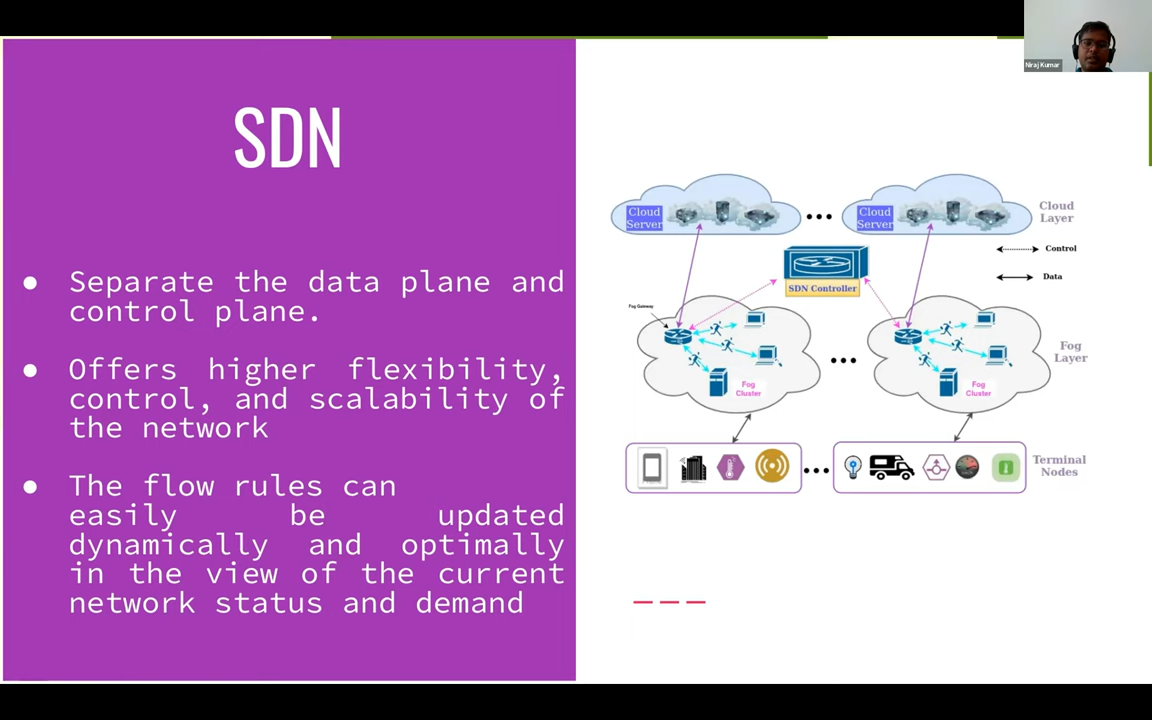 Niraj Kumar
SDN
● Separate the data plane and
control plane.
● Offers higher flexibility,
control, and scalability of
the network
● The flow rules can
easily be updated
dynamically and optimally
in the view of the current
network status and demand
Cloud
Server
Cloud
Server
Cloud
Layer
Control
Data
SDN Controller
Fog Gateway
Fog
Cluster
Fog
Cluster
Fog
Layer
Terminal
Nodes